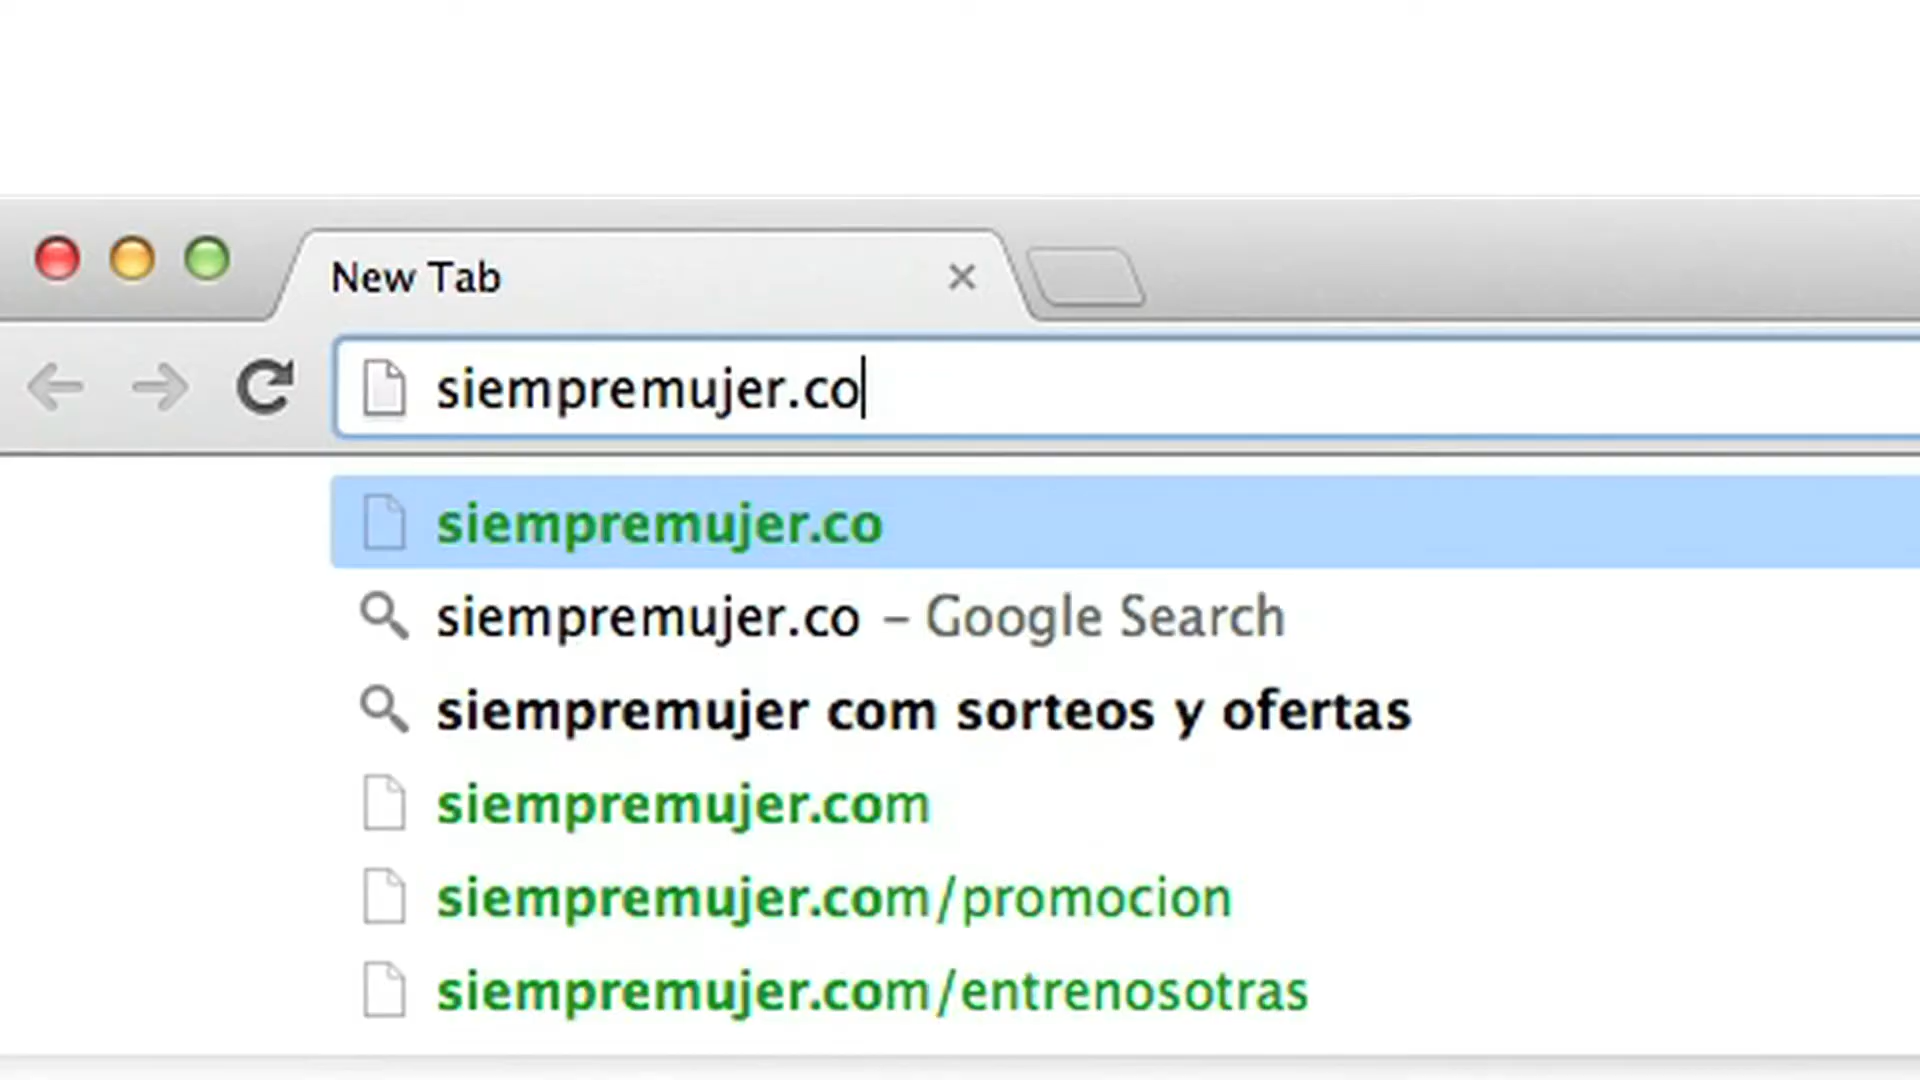 New Tab
siempremujer.co
siempremujer.co
siempremujer.co – Google Search
siempremujer com sorteos y ofertas
siempremujer.com
siempremujer.com/promocion
siempremujer.com/entrenosotras